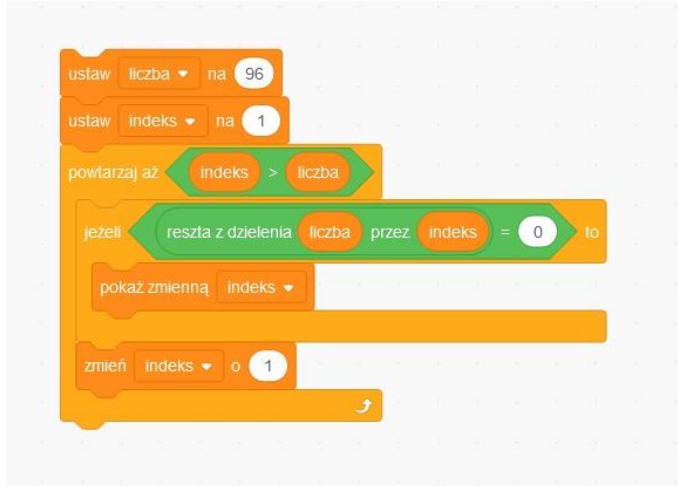 ustaw liczba na 96
ustaw indeks na 1
powtarzaj aż indeks > liczba
jeżeli reszta z dzielenia liczba przez indeks = 0 to
pokaż zmienną indeks
zmień indeks o 1